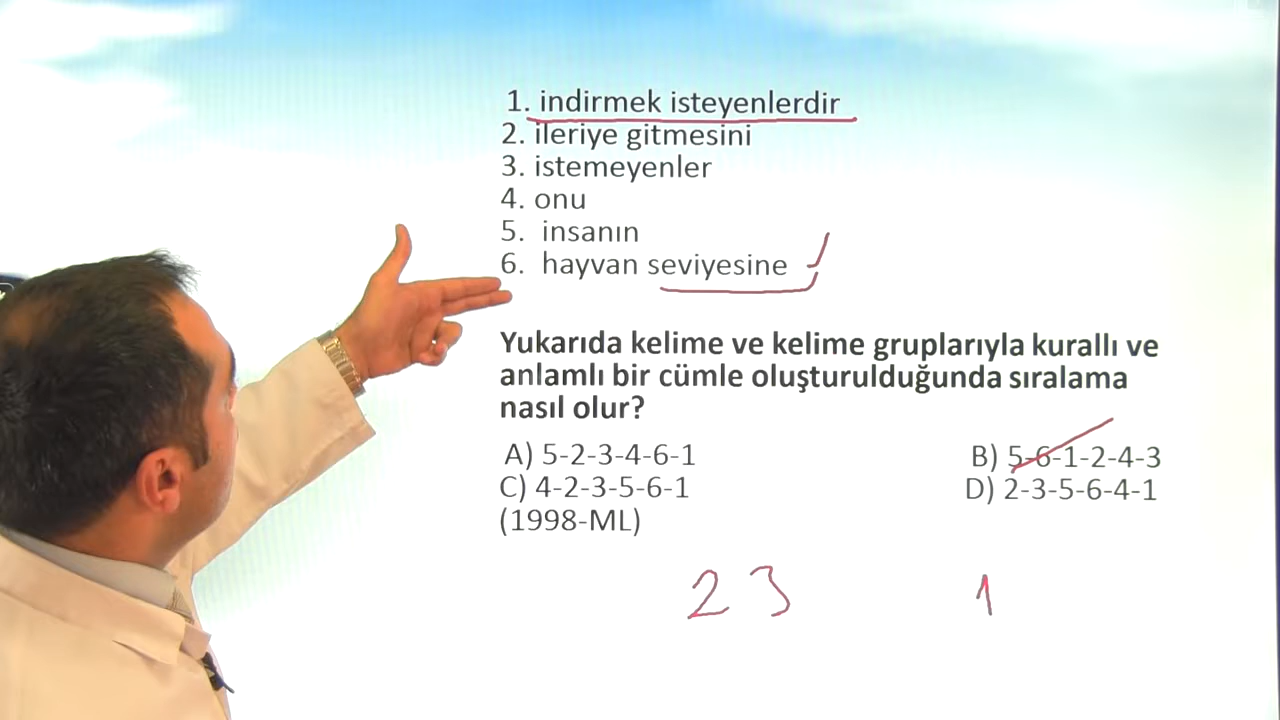 1. indirmek isteyenlerdir
2. ileriye gitmesini
3. istemeyenler
4. onu
5. insanın
6. hayvan seviyesine
Yukarıda kelime ve kelime gruplarıyla kurallı ve
anlamlı bir cümle oluşturulduğunda sıralama
nasıl olur?
A) 5-2-3-4-6-1
B) 5-6-1-2-4-3
C) 4-2-3-5-6-1
D) 2-3-5-6-4-1
(1998-ML)
2 3 1